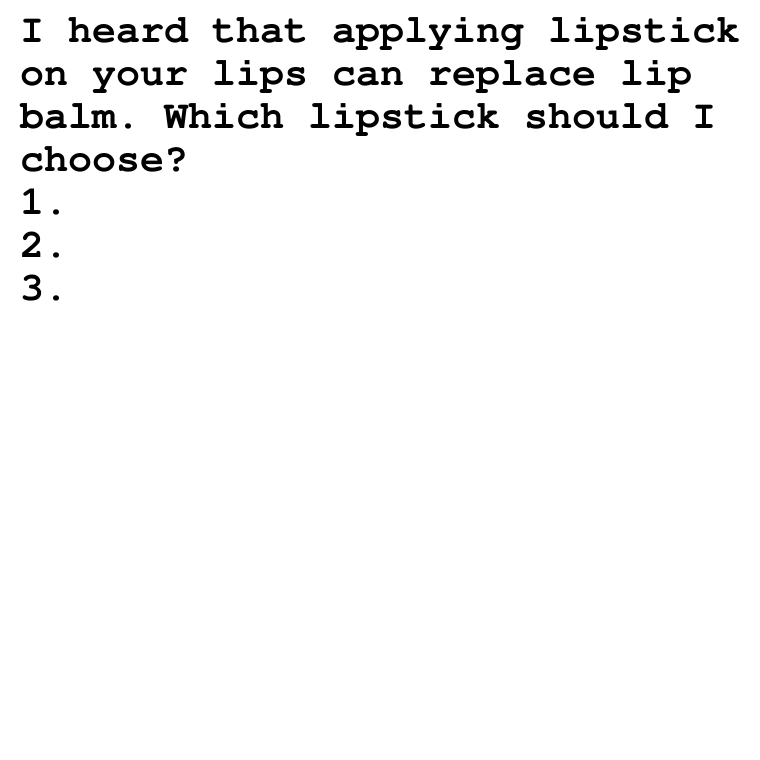 I heard that applying lipstick
on your lips can replace lip
balm. Which lipstick should I
choose?
1.
2.
3.